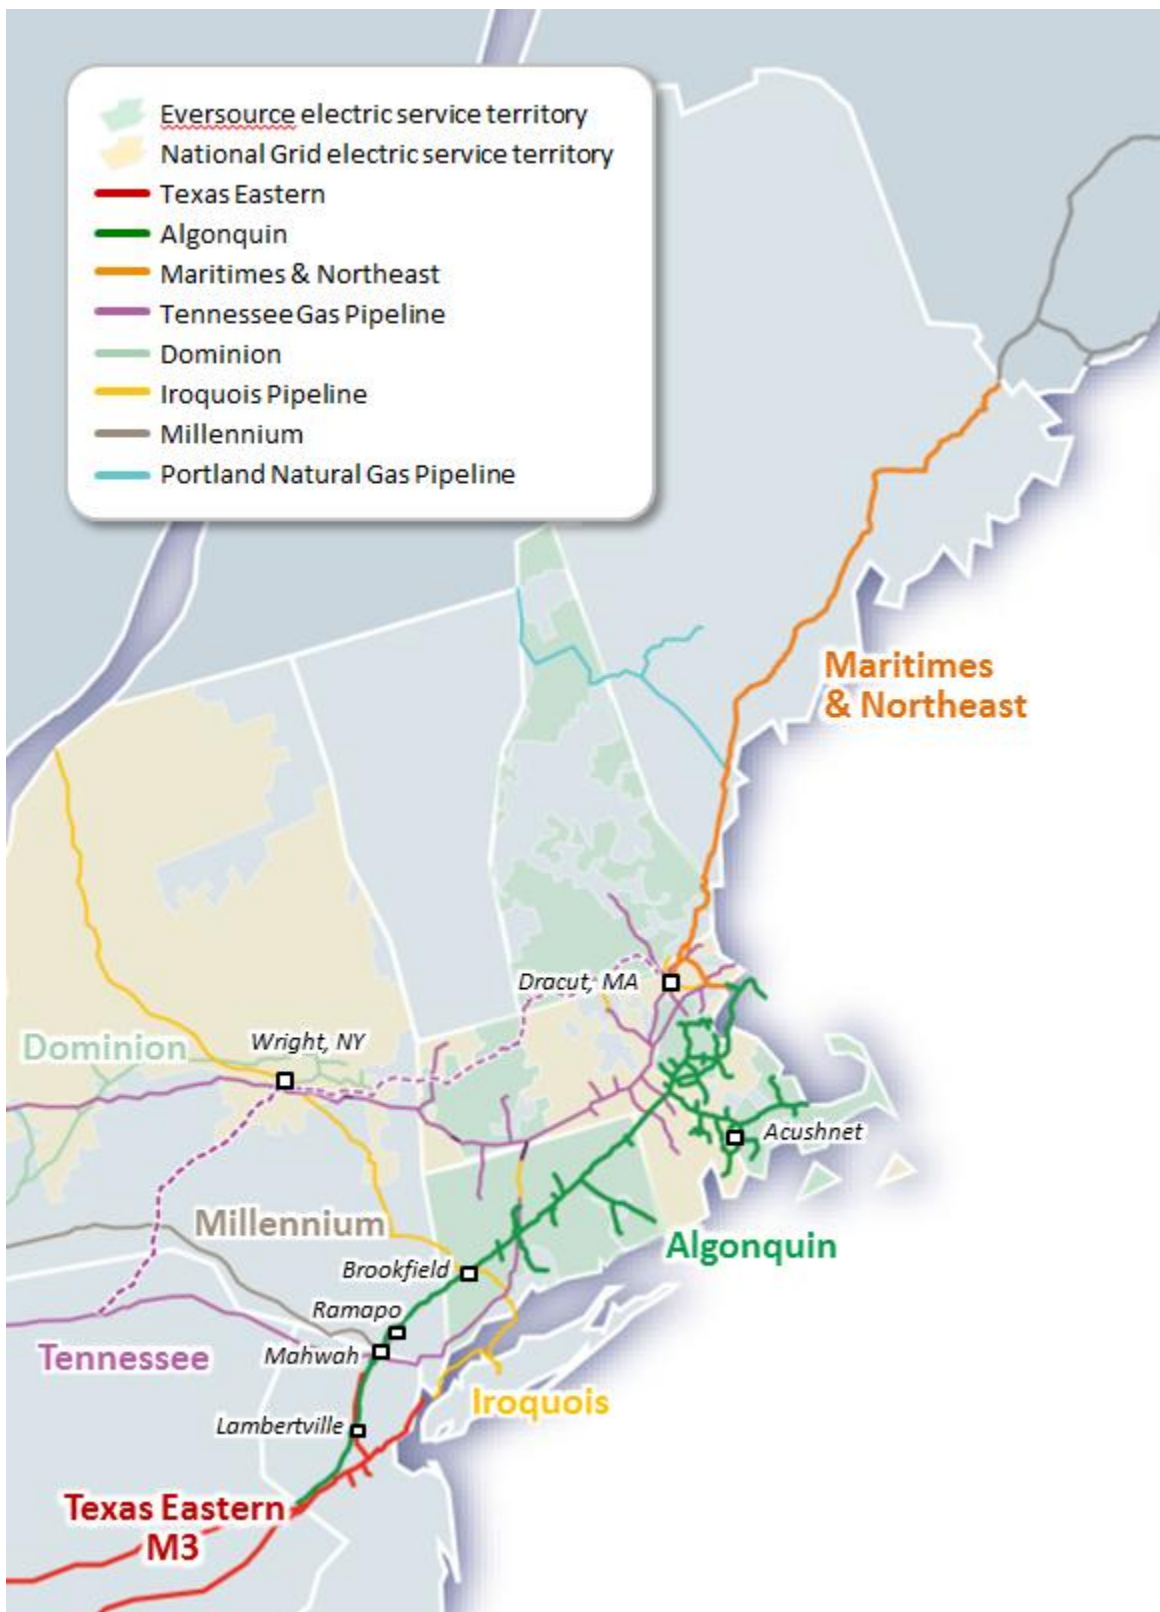 Eversource electric service territory
National Grid electric service territory
Texas Eastern
Algonquin
Maritimes & Northeast
Tennessee Gas Pipeline
Dominion
Iroquois Pipeline
Millennium
Portland Natural Gas Pipeline
Maritimes
& Northeast
Dracut, MA
Wright, NY
Dominion
Acushnet
Millennium
Algonquin
Brookfield
Ramapo
Mahwah
Tennessee
Iroquois
Lambertville
Texas Eastern
M3